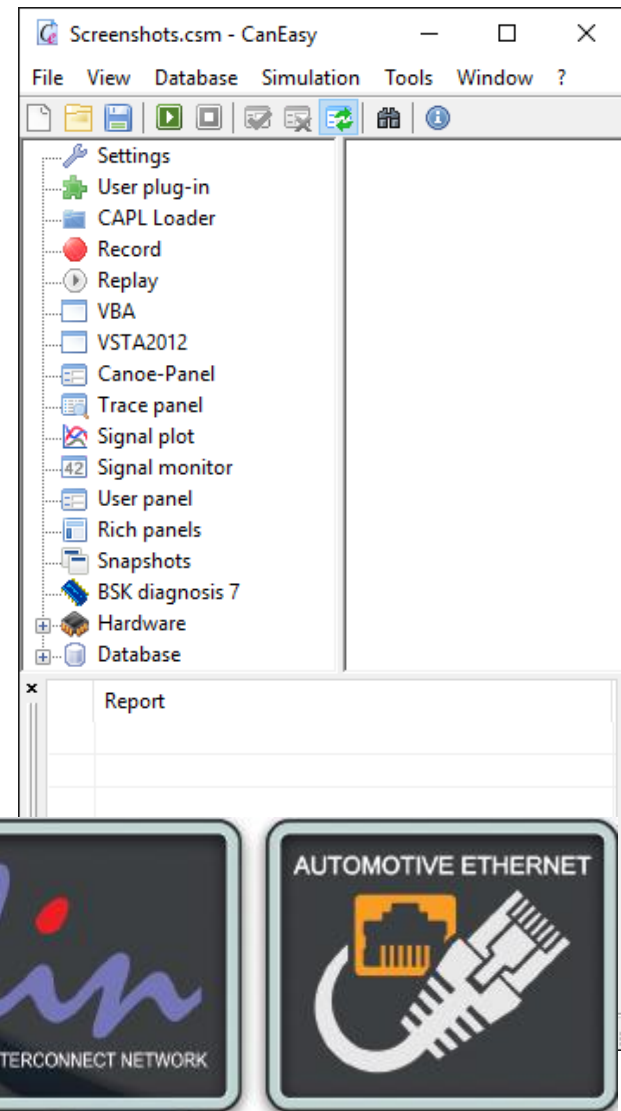 Screenshots.csm - CanEasy
File View Database Simulation Tools Window ?
Settings
User plug-in
CAPL Loader
Record
Replay
VBA
VSTA2012
Canoe-Panel
Trace panel
Signal plot
42 Signal monitor
User panel
Rich panels
Snapshots
BSK diagnosis 7
Hardware
Database
Report
AUTOMOTIVE ETHERNET
NETWORK